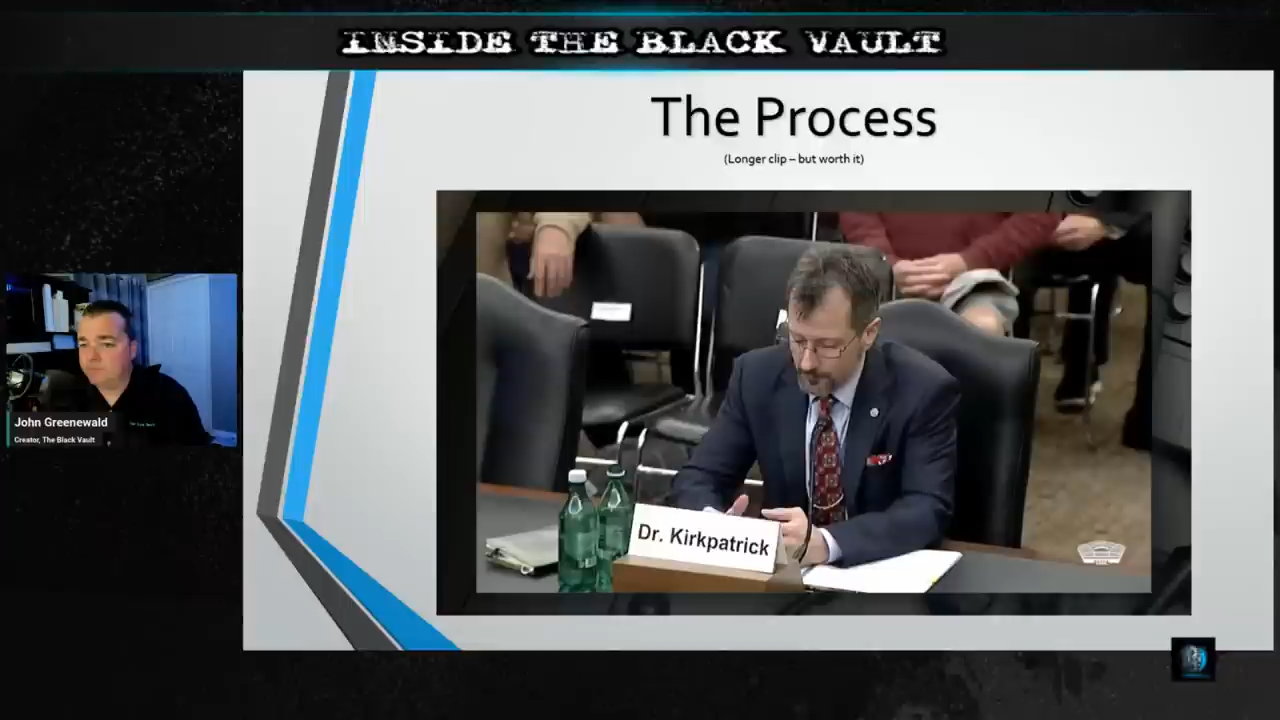 INSIDE THE BLACK VAULT
The Process
(Longer clip – but worth it)
Dr. Kirkpatrick
John Greenewald
Creator, The Black Vault